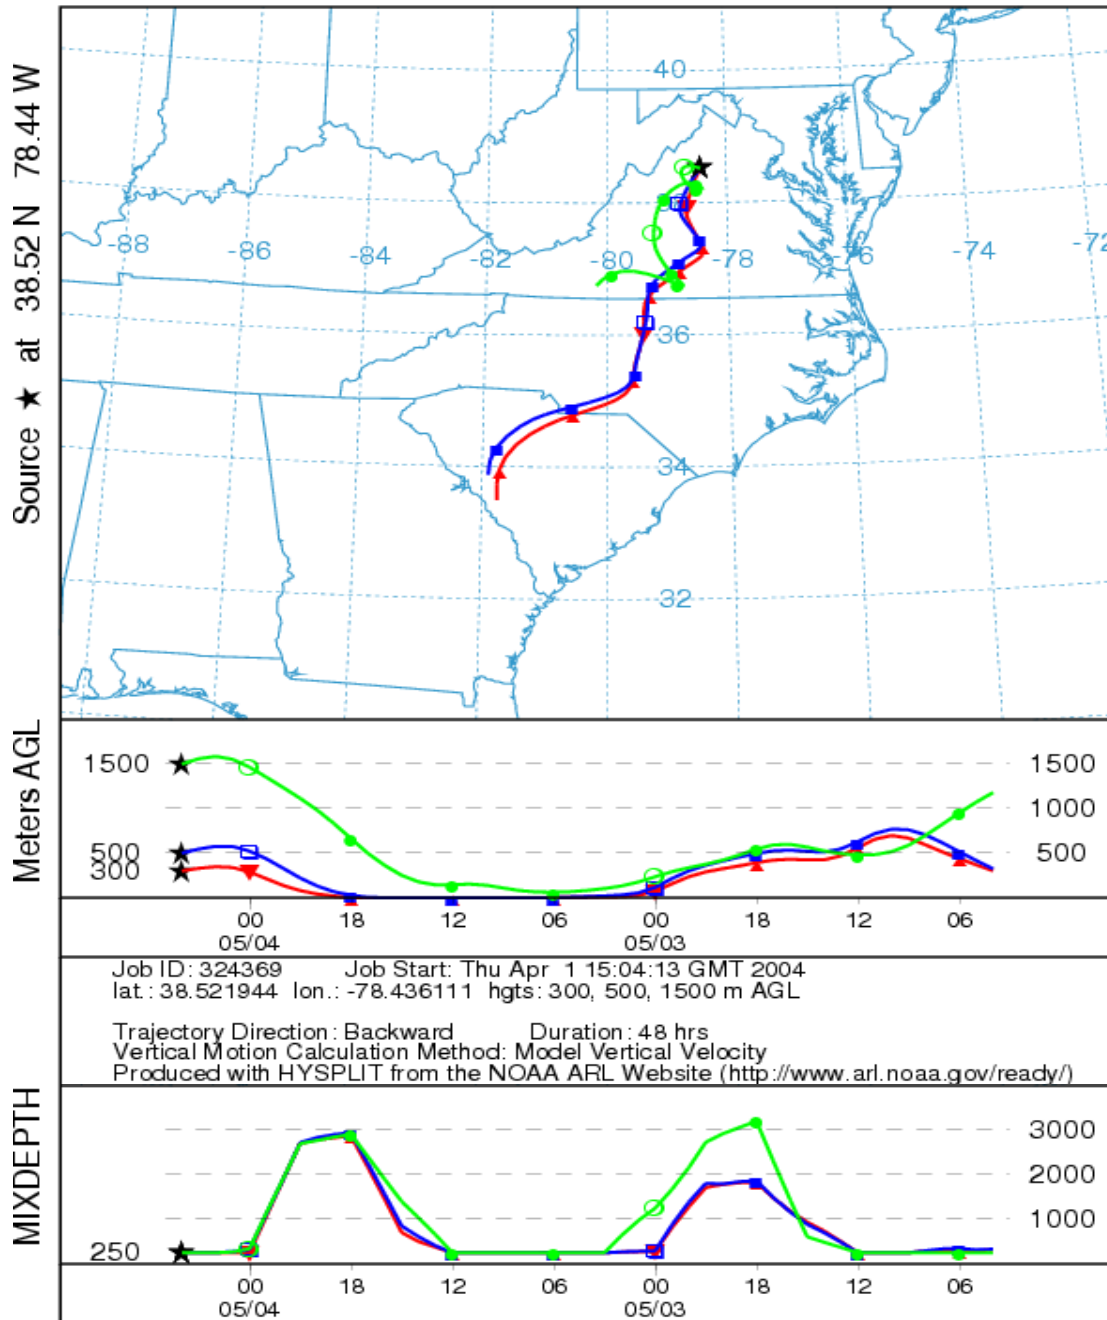 Source ★ at 38.52 N 78.44 W
40
38
-88
-86
-84
-82
-80
-78
-76
-74
-72
36
34
32
Meters AGL
1500
500
300
1500
1000
500
00 18 12 06 00 18 12 06
05/04 05/03
Job ID: 324369 Job Start: Thu Apr 1 15:04:13 GMT 2004
lat.: 38.521944 lon.: -78.436111 hgts: 300, 500, 1500 m AGL
Trajectory Direction: Backward Duration: 48 hrs
Vertical Motion Calculation Method: Model Vertical Velocity
Produced with HYSPLIT from the NOAA ARL Website (http://www.arl.noaa.gov/ready/)
MIXDEPTH
250
3000
2000
1000
00 18 12 06 00 18 12 06
05/04 05/03